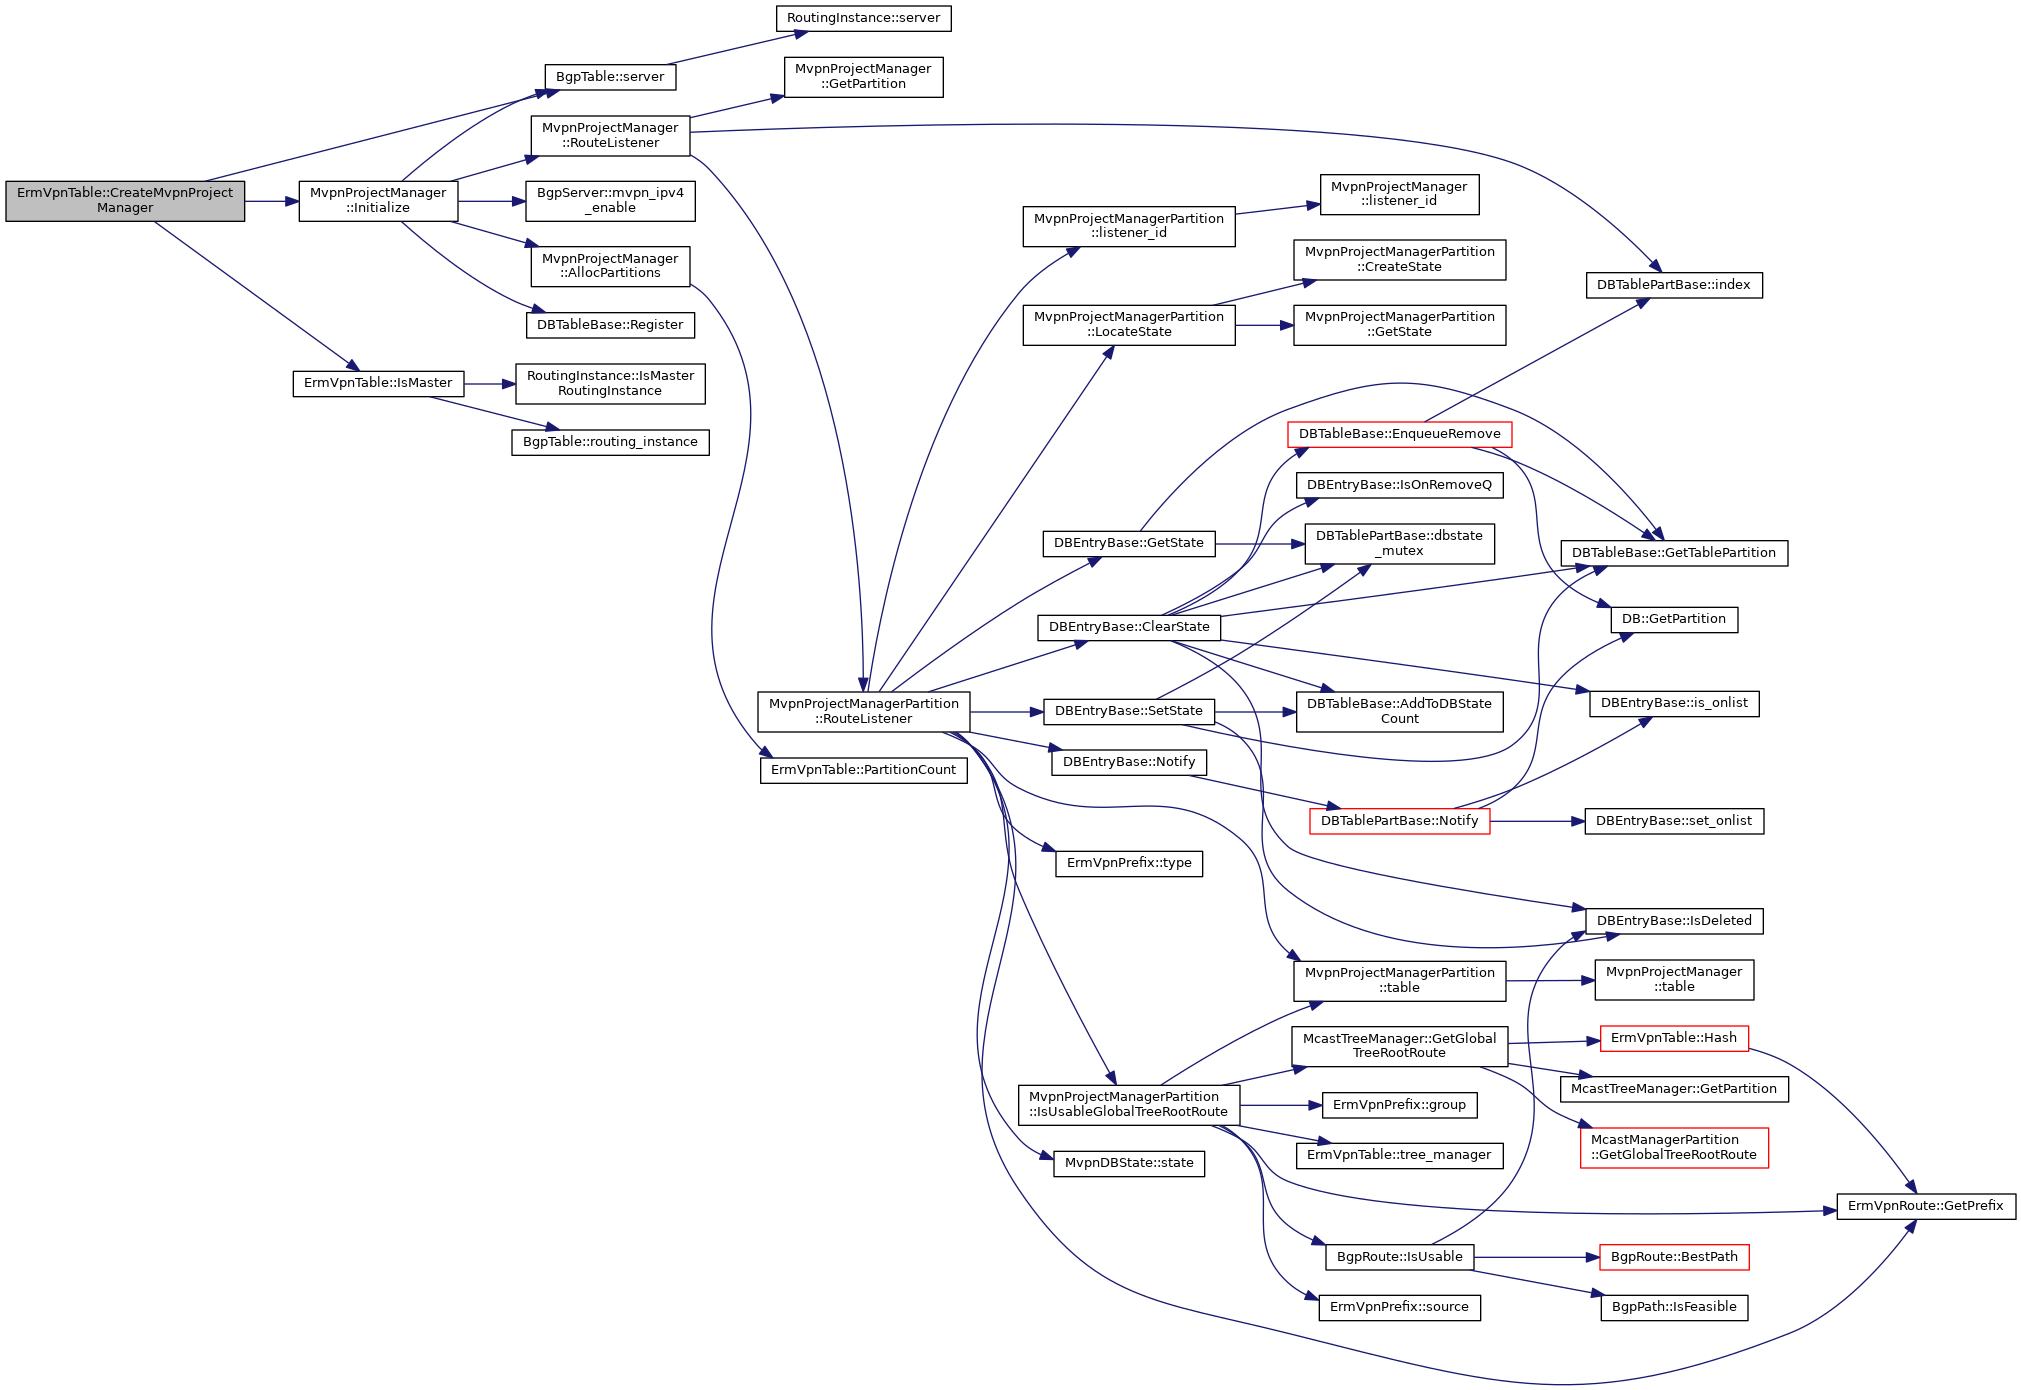 ErmVpnTable::CreateMvpnProject
Manager
BgpTable::server
RoutingInstance::server
MvpnProjectManager
::Initialize
MvpnProjectManager
::RouteListener
MvpnProjectManager
::GetPartition
BgpServer::mvpn_ipv4
_enable
MvpnProjectManager
::AllocPartitions
DBTableBase::Register
ErmVpnTable::IsMaster
RoutingInstance::IsMaster
RoutingInstance
BgpTable::routing_instance
MvpnProjectManagerPartition
::RouteListener
ErmVpnTable::PartitionCount
MvpnProjectManagerPartition
::listener_id
MvpnProjectManager
::listener_id
MvpnProjectManagerPartition
::LocateState
MvpnProjectManagerPartition
::CreateState
MvpnProjectManagerPartition
::GetState
DBTablePartBase::index
DBEntryBase::GetState
DBEntryBase::ClearState
DBEntryBase::SetState
DBEntryBase::Notify
ErmVpnPrefix::type
DBTableBase::EnqueueRemove
DBEntryBase::IsOnRemoveQ
DBTablePartBase::dbstate
_mutex
DBTableBase::GetTablePartition
DB::GetPartition
DBTableBase::AddToDBState
Count
DBEntryBase::is_onlist
DBTablePartBase::Notify
DBEntryBase::set_onlist
DBEntryBase::IsDeleted
MvpnProjectManagerPartition
::table
MvpnProjectManager
::table
MvpnProjectManagerPartition
::IsUsableGlobalTreeRootRoute
MvpnDBState::state
McastTreeManager::GetGlobal
TreeRootRoute
ErmVpnTable::Hash
McastTreeManager::GetPartition
McastManagerPartition
::GetGlobalTreeRootRoute
ErmVpnPrefix::group
ErmVpnTable::tree_manager
ErmVpnRoute::GetPrefix
BgpRoute::IsUsable
BgpRoute::BestPath
BgpPath::IsFeasible
ErmVpnPrefix::source